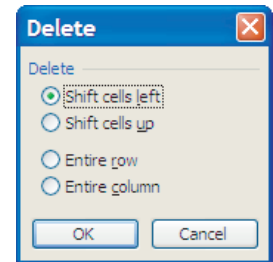 Delete
Delete
Shift cells left
Shift cells up
Entire row
Entire column
OK Cancel